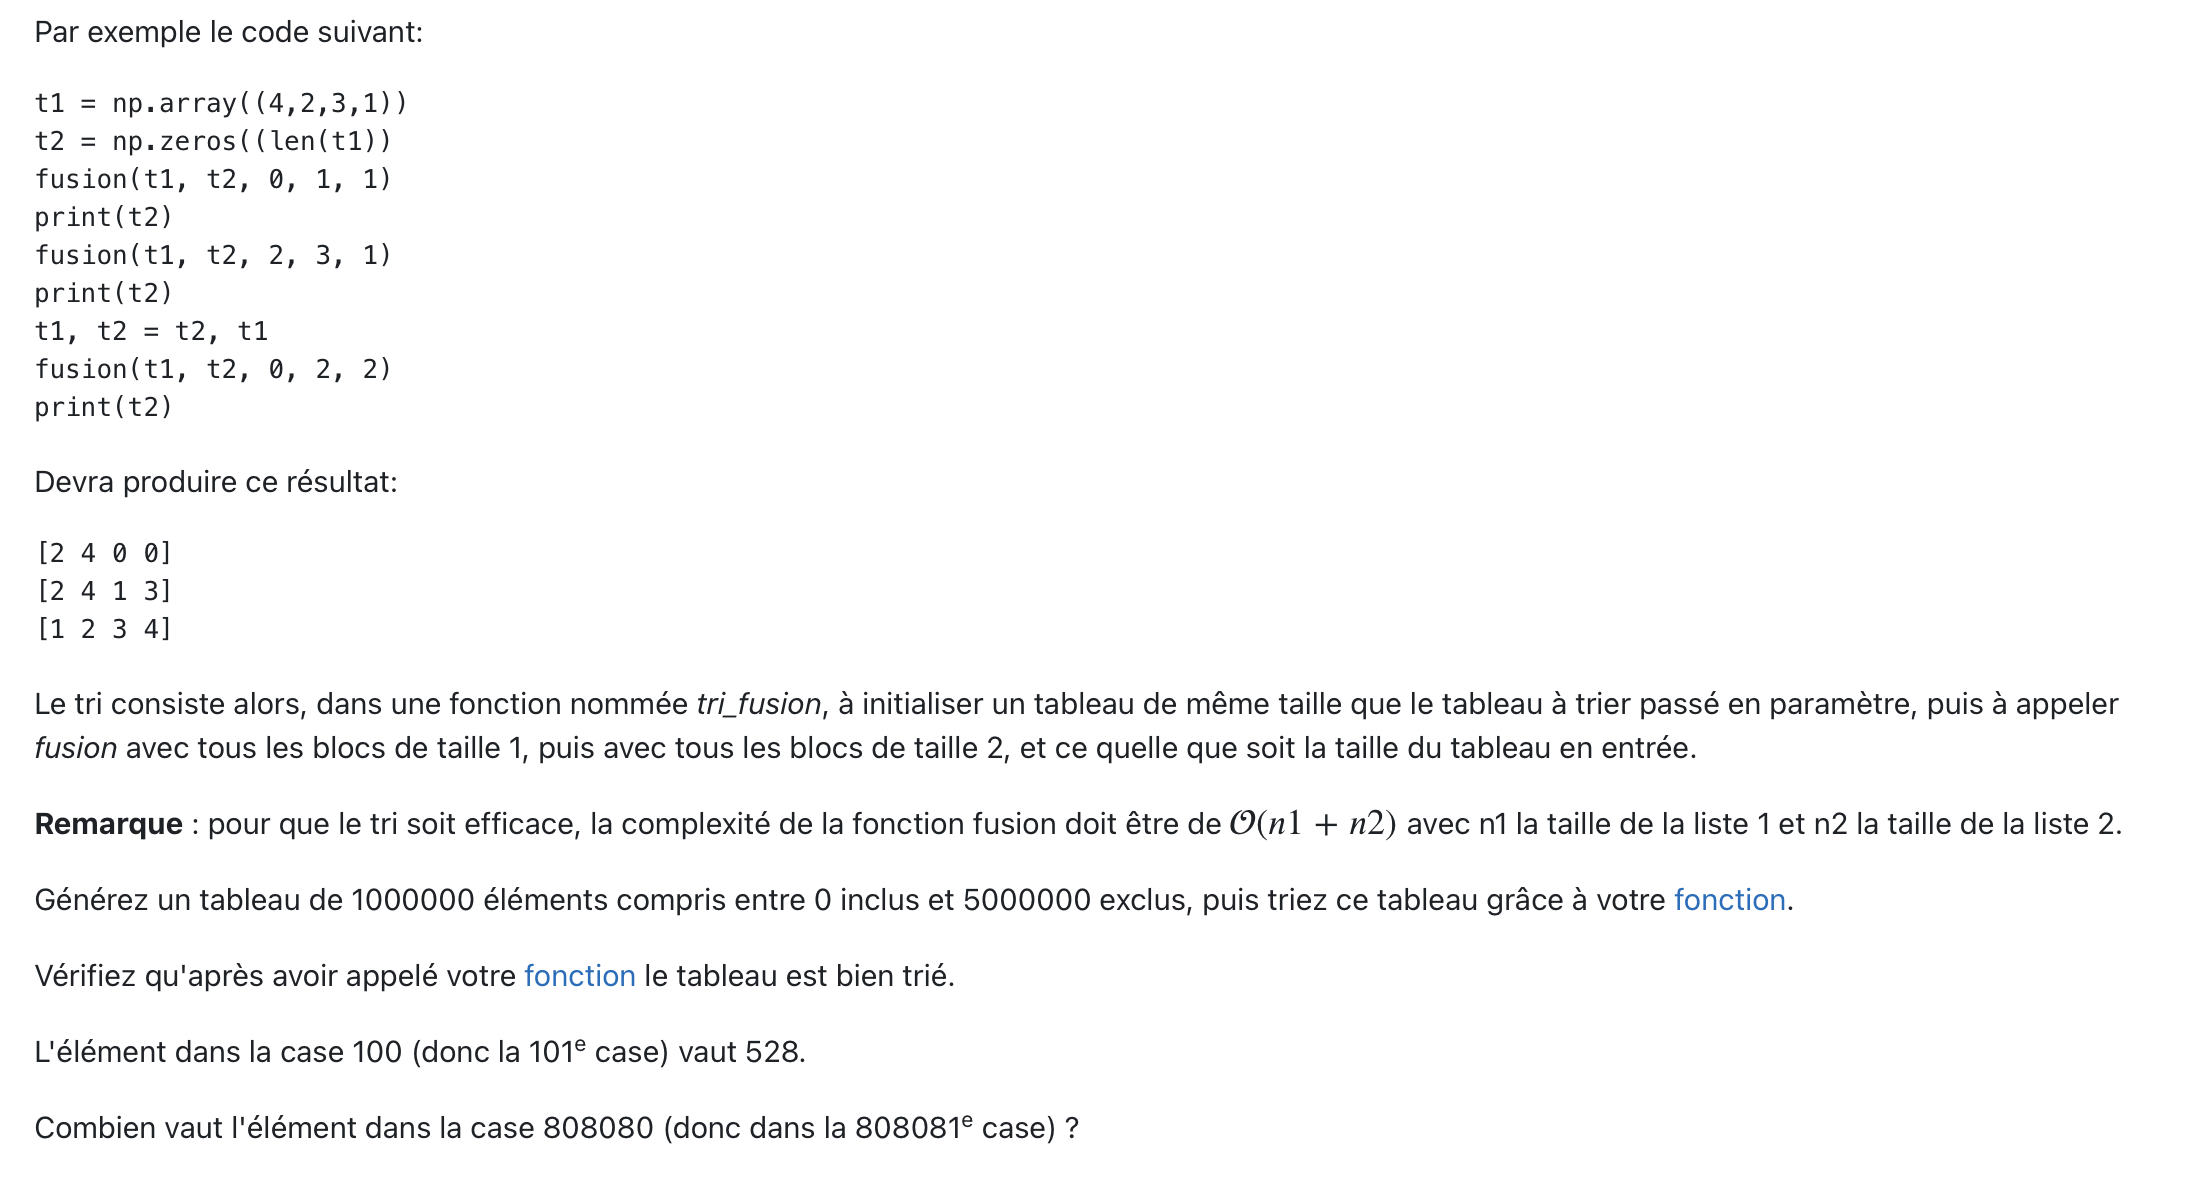 Par exemple le code suivant:
t1 = np.array((4,2,3,1))
t2 = np.zeros((len(t1))
fusion(t1, t2, 0, 1, 1)
print(t2)
fusion(t1, t2, 2, 3, 1)
print(t2)
t1, t2 = t2, t1
fusion(t1, t2, 0, 2, 2)
print(t2)
Devra produire ce résultat:
[2 4 0 0]
[2 4 1 3]
[1 2 3 4]
Le tri consiste alors, dans une fonction nommée tri_fusion, à initialiser un tableau de même taille que le tableau à trier passé en paramètre, puis à appeler
fusion avec tous les blocs de taille 1, puis avec tous les blocs de taille 2, et ce quelle que soit la taille du tableau en entrée.
Remarque : pour que le tri soit efficace, la complexité de la fonction fusion doit être de 𝒪(n1 + n2) avec n1 la taille de la liste 1 et n2 la taille de la liste 2.
Générez un tableau de 1000000 éléments compris entre 0 inclus et 5000000 exclus, puis triez ce tableau grâce à votre fonction.
Vérifiez qu'après avoir appelé votre fonction le tableau est bien trié.
L'élément dans la case 100 (donc la 101ᵉ case) vaut 528.
Combien vaut l'élément dans la case 808080 (donc dans la 808081ᵉ case) ?